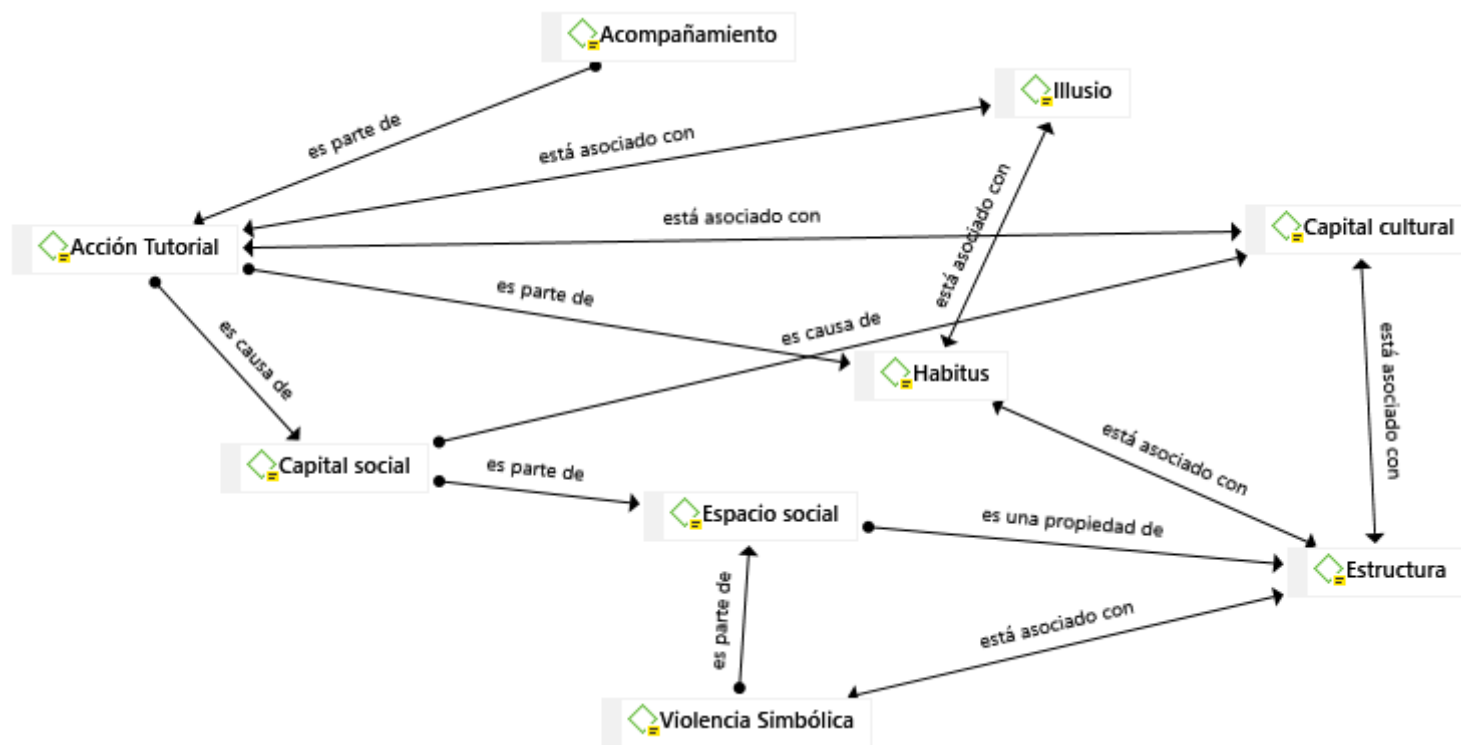 Acompañamiento
Illusio
es parte de
está asociado con
está asociado con
Acción Tutorial
está asociado con
Capital cultural
es parte de
es causa de
es causa de
está asociado con
Habitus
está asociado con
Capital social
es parte de
Espacio social
es una propiedad de
Estructura
es parte de
está asociado con
Violencia Simbólica